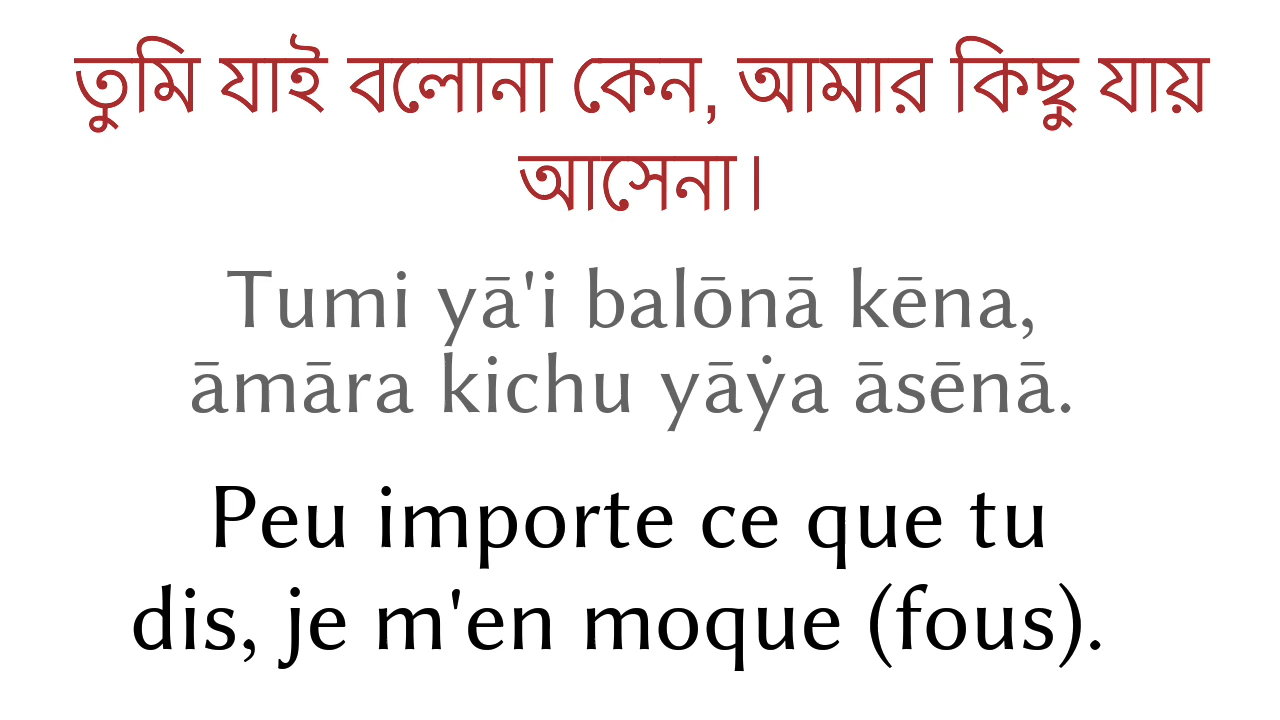 তুমি যাই বলোনা কেন, আমার কিছু যায়
আসেনা।
Tumi yā'i balōnā kēna,
āmāra kichu yāẏa āsēnā.
Peu importe ce que tu
dis, je m'en moque (fous).